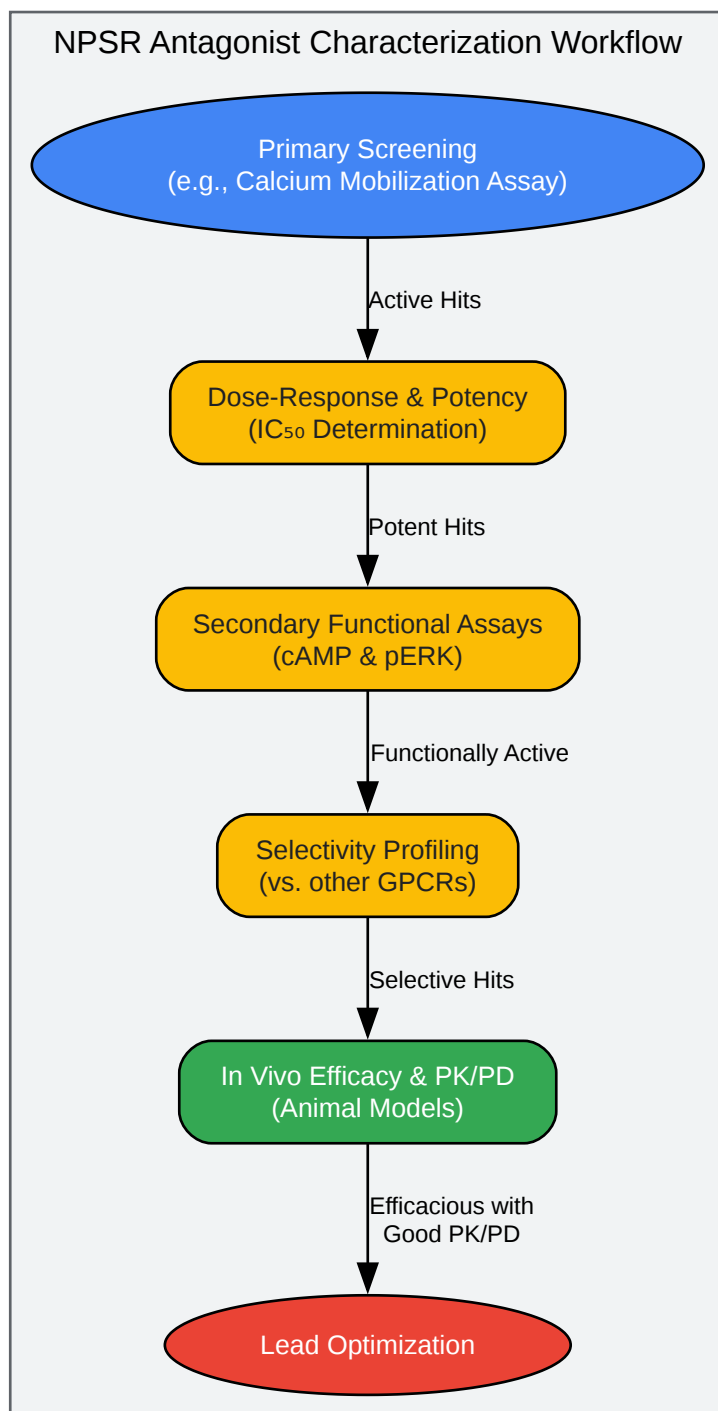 NPSR Antagonist Characterization Workflow
Primary Screening
(e.g., Calcium Mobilization Assay)
Active Hits
Dose-Response & Potency
(IC₅₀ Determination)
Potent Hits
Secondary Functional Assays
(cAMP & pERK)
Functionally Active
Selectivity Profiling
(vs. other GPCRs)
Selective Hits
In Vivo Efficacy & PK/PD
(Animal Models)
Efficacious with
Good PK/PD
Lead Optimization